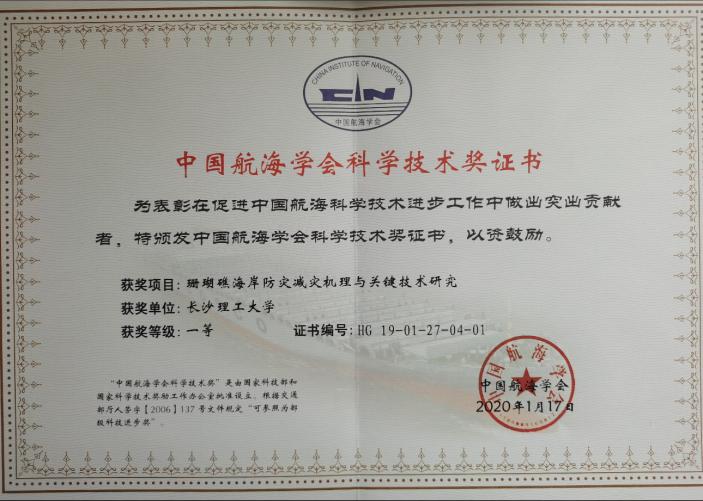 CHINA INSTITUTE OF NAVIGATION
CIN
中国航海学会
中国航海学会科学技术奖证书
为表彰在促进中国航海科学技术进步工作中做出突出贡献
者，特颁发中国航海学会科学技术奖证书，以资鼓励。
获奖项目：珊瑚礁海岸防灾减灾机理与关键技术研究
获奖单位：长沙理工大学
获奖等级：一等 证书编号：HG 19-01-27-04-01
中国航海学会
中国航海学会
2020年1月17日
“中国航海学会科学技术奖”是由国家科技部和
国家科学技术奖励工作办公室批准设立。根据交通
部厅人劳字【2006】137号文件规定“可参照为部
级科技进步奖”。